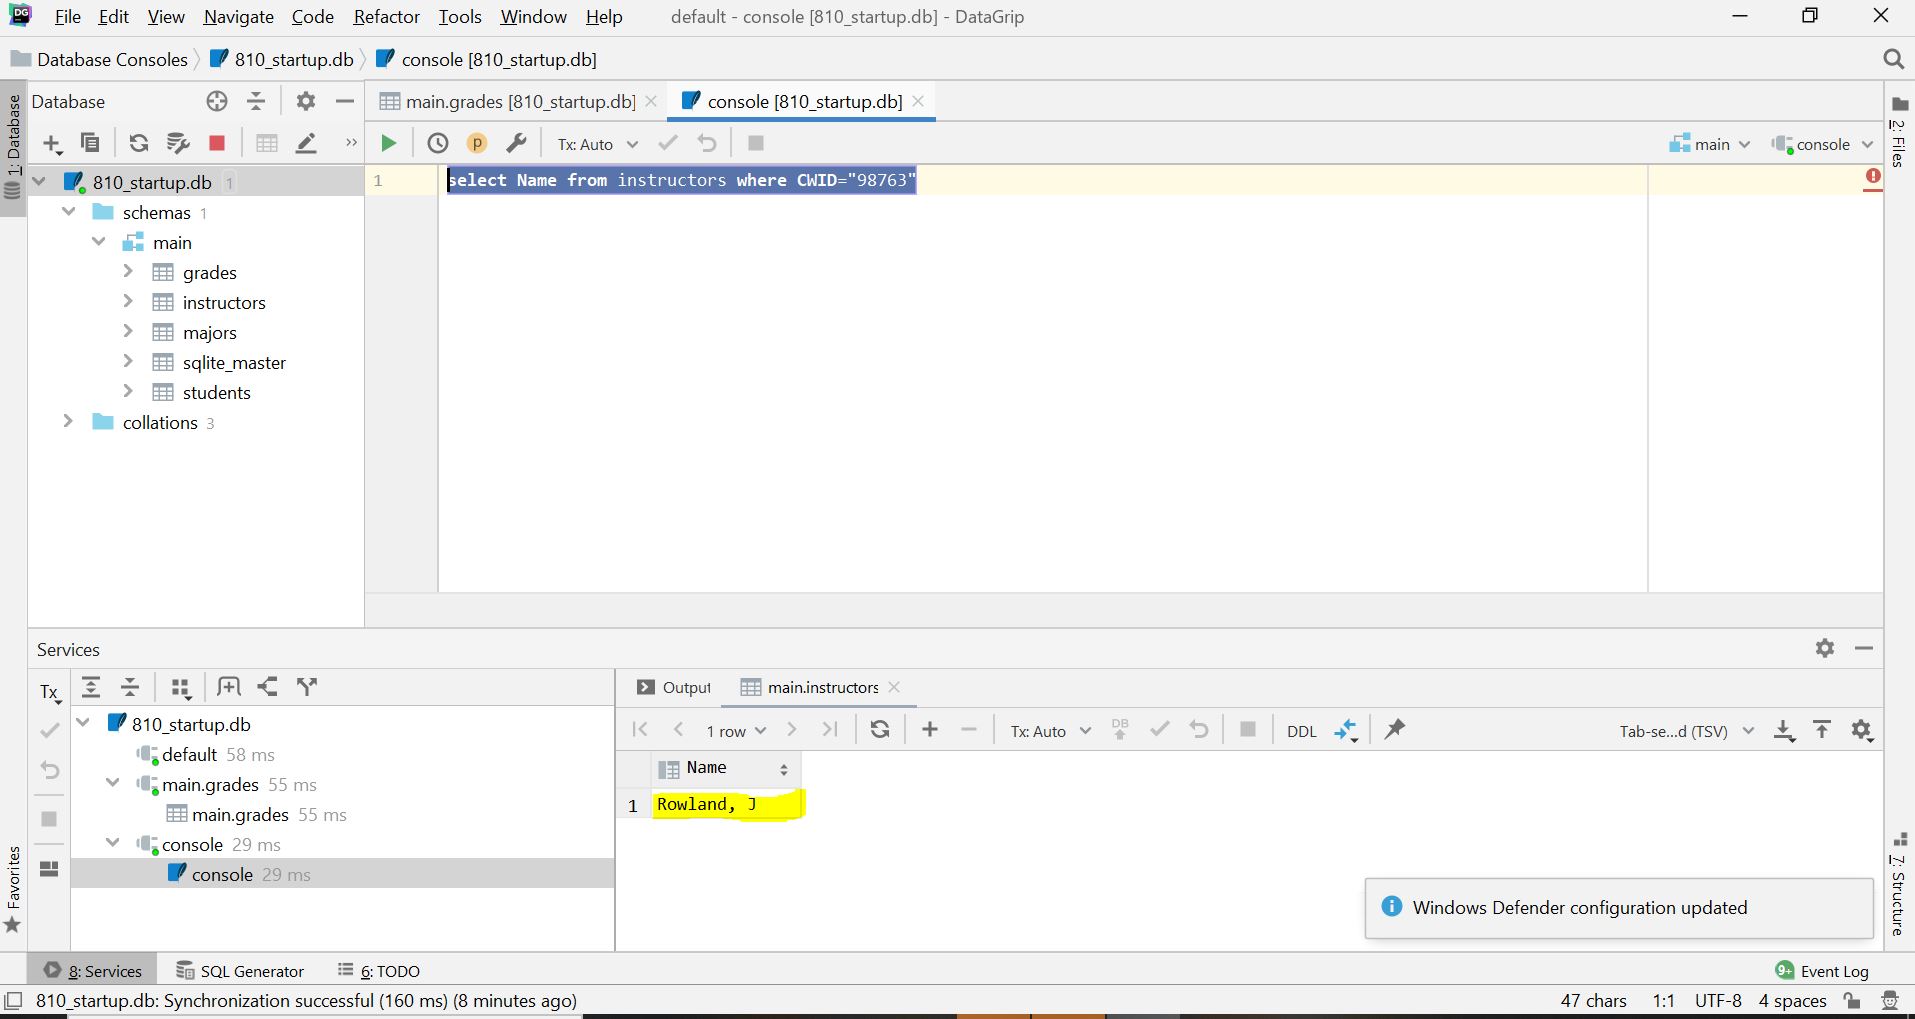 DG File Edit View Navigate Code Refactor Tools Window Help default - console [810_startup.db] - DataGrip
Database Consoles 810_startup.db console [810_startup.db]
1: Database
Database
main.grades [810_startup.db]
console [810_startup.db]
2: Files
p Tx: Auto
main console
810_startup.db 1
schemas 1
main
grades
instructors
majors
sqlite_master
students
collations 3
1 select Name from instructors where CWID="98763"
Services
Tx
810_startup.db
default 58 ms
main.grades 55 ms
main.grades 55 ms
console 29 ms
console 29 ms
Output main.instructors
1 row Tx: Auto DB DDL Tab-se...d (TSV)
Name
1 Rowland, J
Favorites
7: Structure
Windows Defender configuration updated
8: Services SQL Generator 6: TODO 9+ Event Log
810_startup.db: Synchronization successful (160 ms) (8 minutes ago) 47 chars 1:1 UTF-8 4 spaces